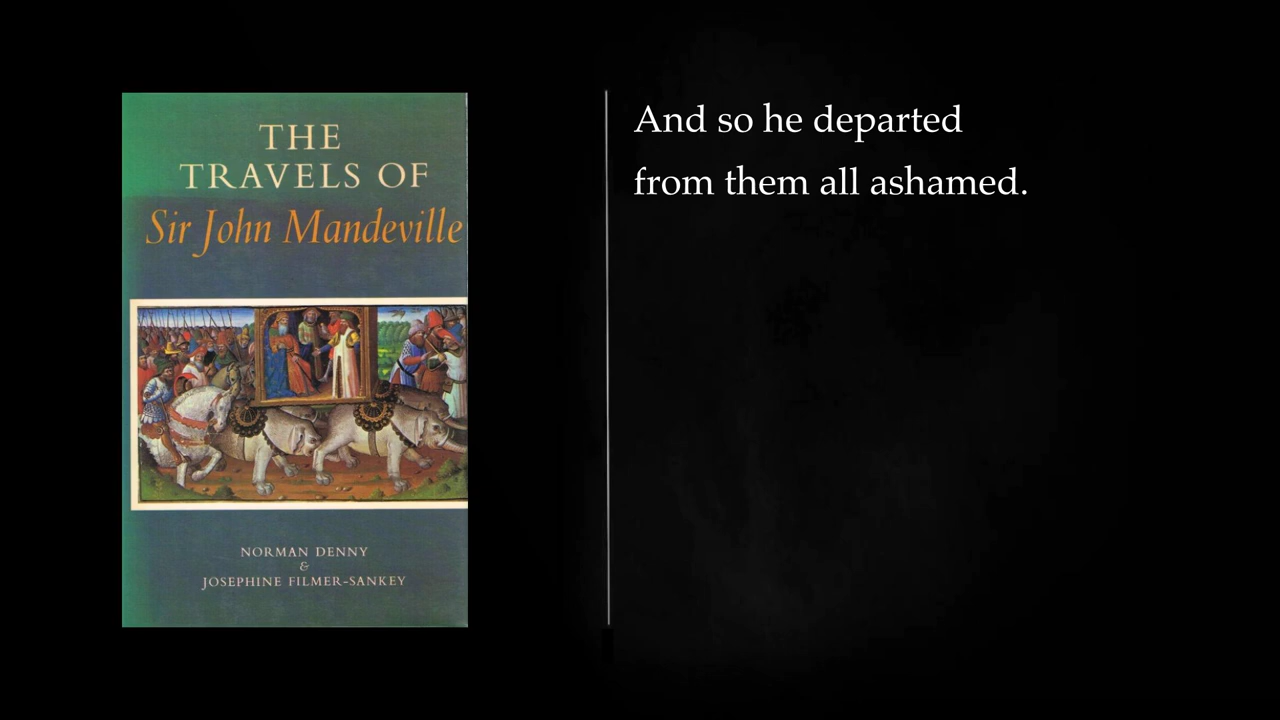 THE
TRAVELS OF
Sir John Mandeville
NORMAN DENNY
&
JOSEPHINE FILMER-SANKEY
And so he departed
from them all ashamed.